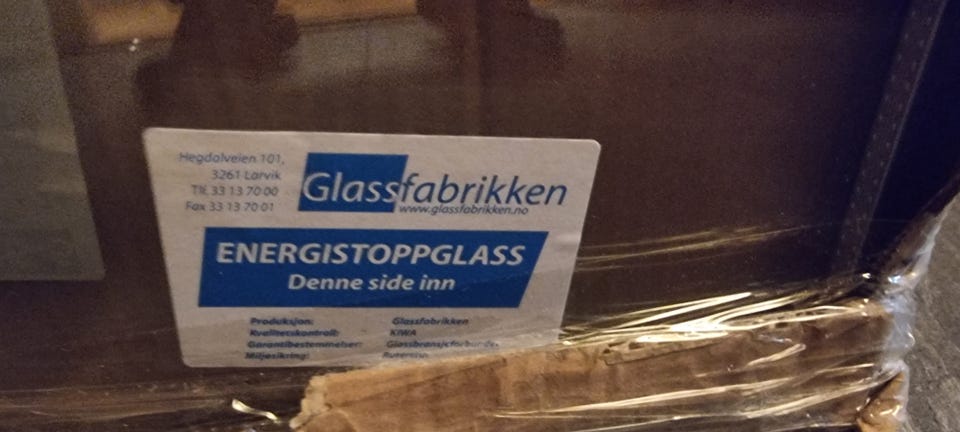 Hegdalveien 101,
3261 Larvik
Tlf. 33 13 70 00
Fax 33 13 70 01
Glassfabrikken
www.glassfabrikken.no
ENERGISTOPPGLASS
Denne side inn
Produksjon: Glassfabrikken
Kvalitetskontroll: KIWA
Garantibestemmelser: Glassbransjeforbundet
Miljøsikring: